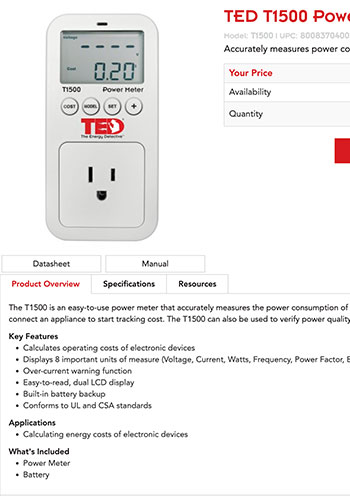 TED T1500 Powe
Model: T1500 | UPC: 8008370400
Accurately measures power co
Your Price
Availability
Quantity
Voltage
Cost
0.20
T1500 Power Meter
COST MODEL SET +
TED
The Energy Detective
Datasheet
Manual
Product Overview
Specifications
Resources
The T1500 is an easy-to-use power meter that accurately measures the power consumption of
connect an appliance to start tracking cost. The T1500 can also be used to verify power quality
Key Features
• Calculates operating costs of electronic devices
• Displays 8 important units of measure (Voltage, Current, Watts, Frequency, Power Factor, E
• Over-current warning function
• Easy-to-read, dual LCD display
• Built-in battery backup
• Conforms to UL and CSA standards
Applications
• Calculating energy costs of electronic devices
What's Included
• Power Meter
• Battery